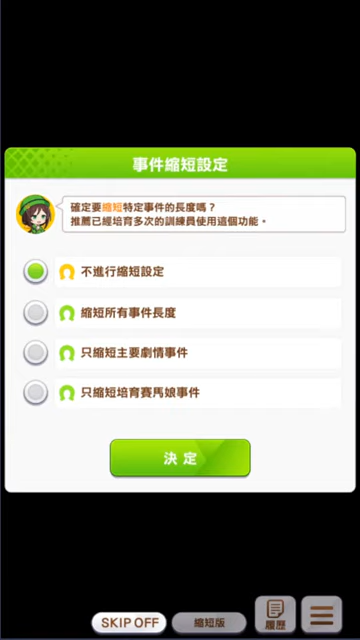 事件縮短設定
確定要縮短特定事件的長度嗎？
推薦已經培育多次的訓練員使用這個功能。
不進行縮短設定
縮短所有事件長度
只縮短主要劇情事件
只縮短培育賽馬娘事件
決定
SKIP OFF
縮短版
履歷